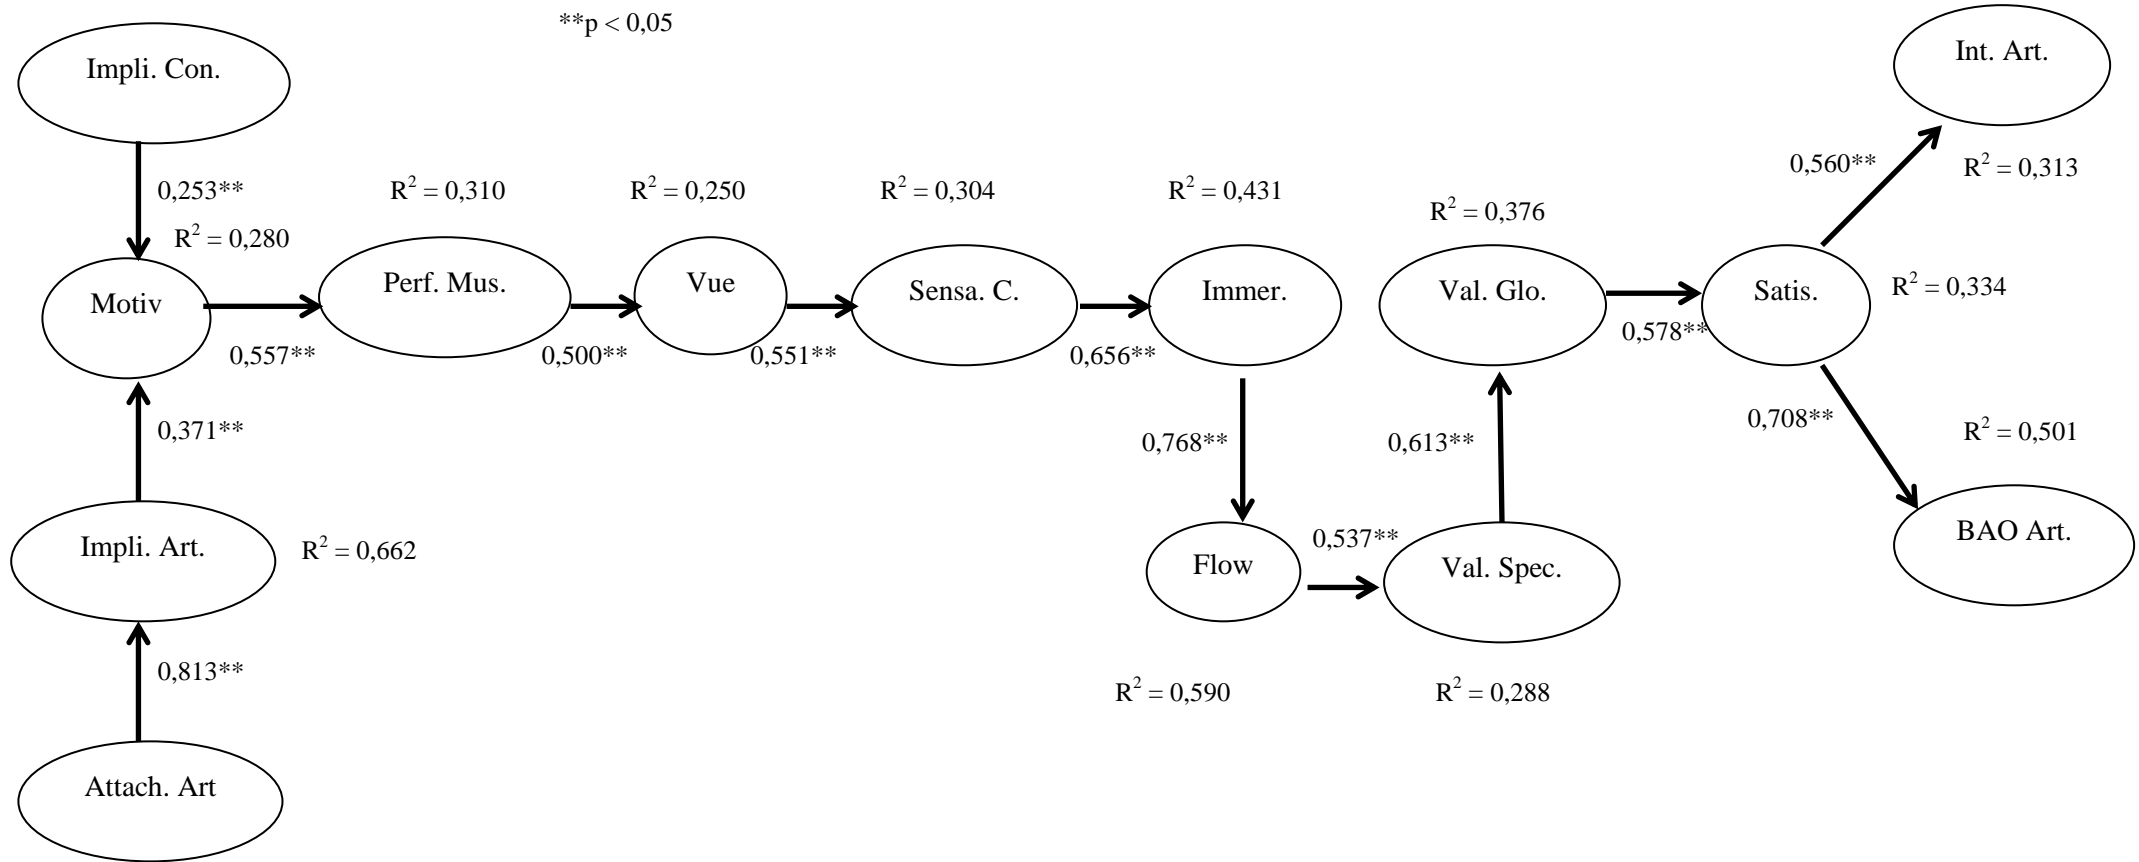 **p < 0,05
Int. Art.
Impli. Con.
0,560**
R² = 0,313
0,253**
R² = 0,310
R² = 0,250
R² = 0,304
R² = 0,431
R² = 0,376
R² = 0,280
Motiv
Perf. Mus.
Vue
Sensa. C.
Immer.
Val. Glo.
Satis.
R² = 0,334
0,557**
0,500**
0,551**
0,656**
0,578**
0,371**
0,768**
0,613**
0,708**
R² = 0,501
Impli. Art.
R² = 0,662
Flow
0,537**
Val. Spec.
BAO Art.
0,813**
R² = 0,590
R² = 0,288
Attach. Art